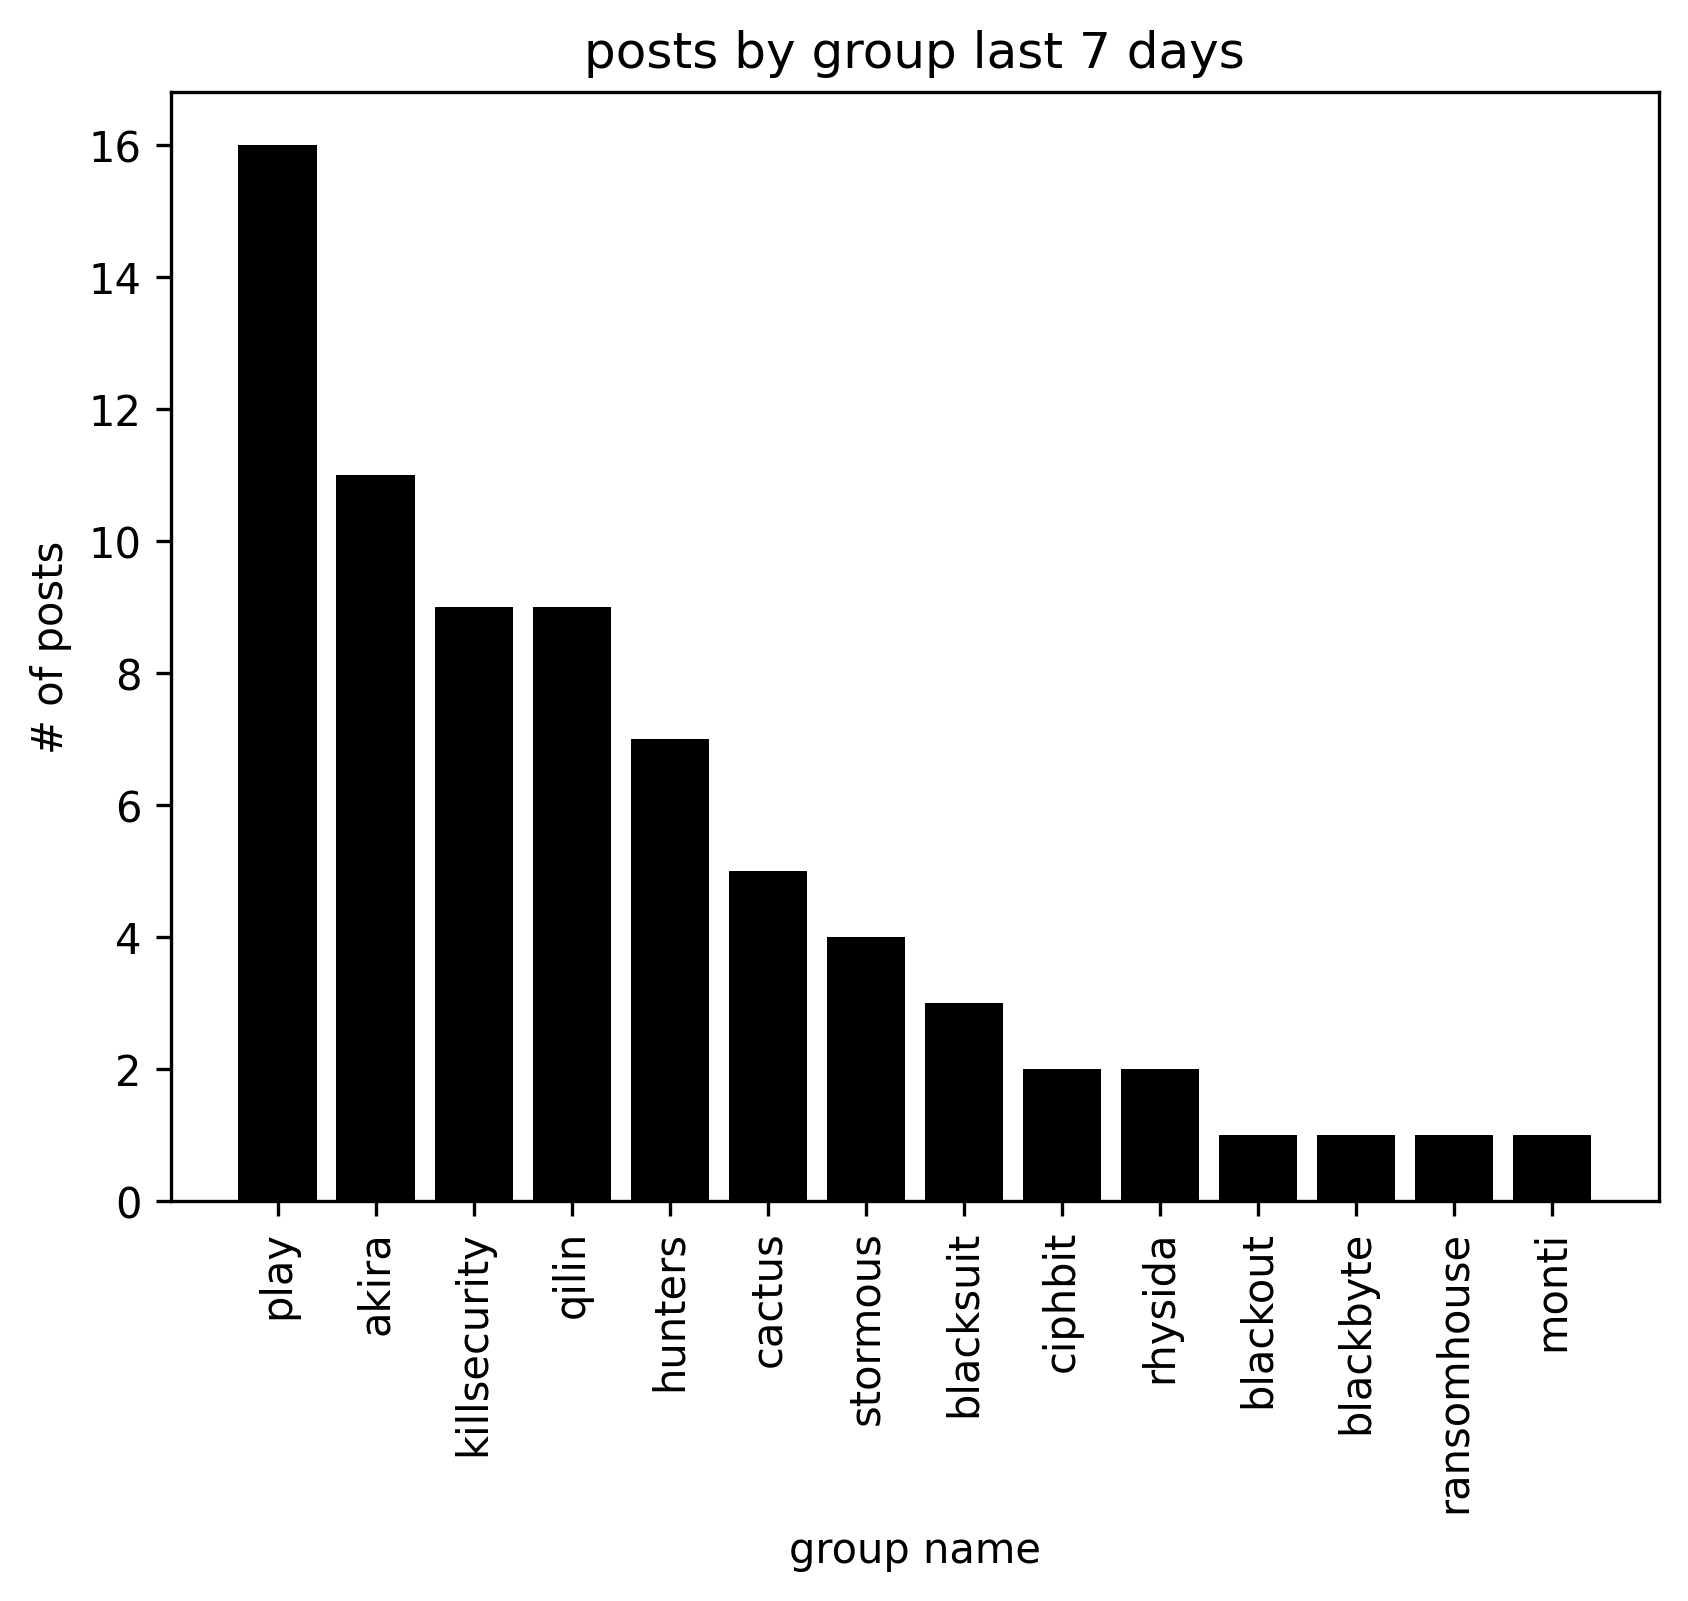 posts by group last 7 days
# of posts
16
14
12
10
8
6
4
2
0
play
akira
killsecurity
qilin
hunters
cactus
stormous
blacksuit
ciphbit
rhysida
blackout
blackbyte
ransomhouse
monti
group name